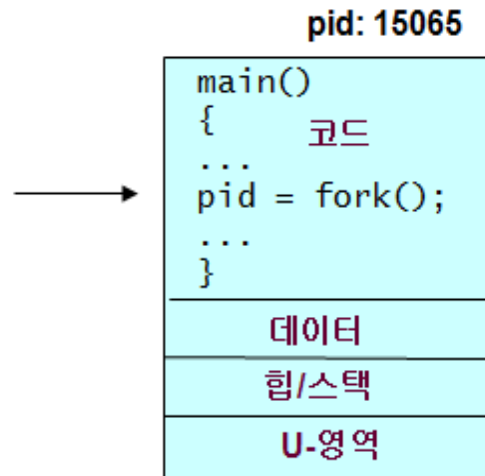 pid: 15065
main()
{
코드
...
pid = fork();
...
}
데이터
힙/스택
U-영역